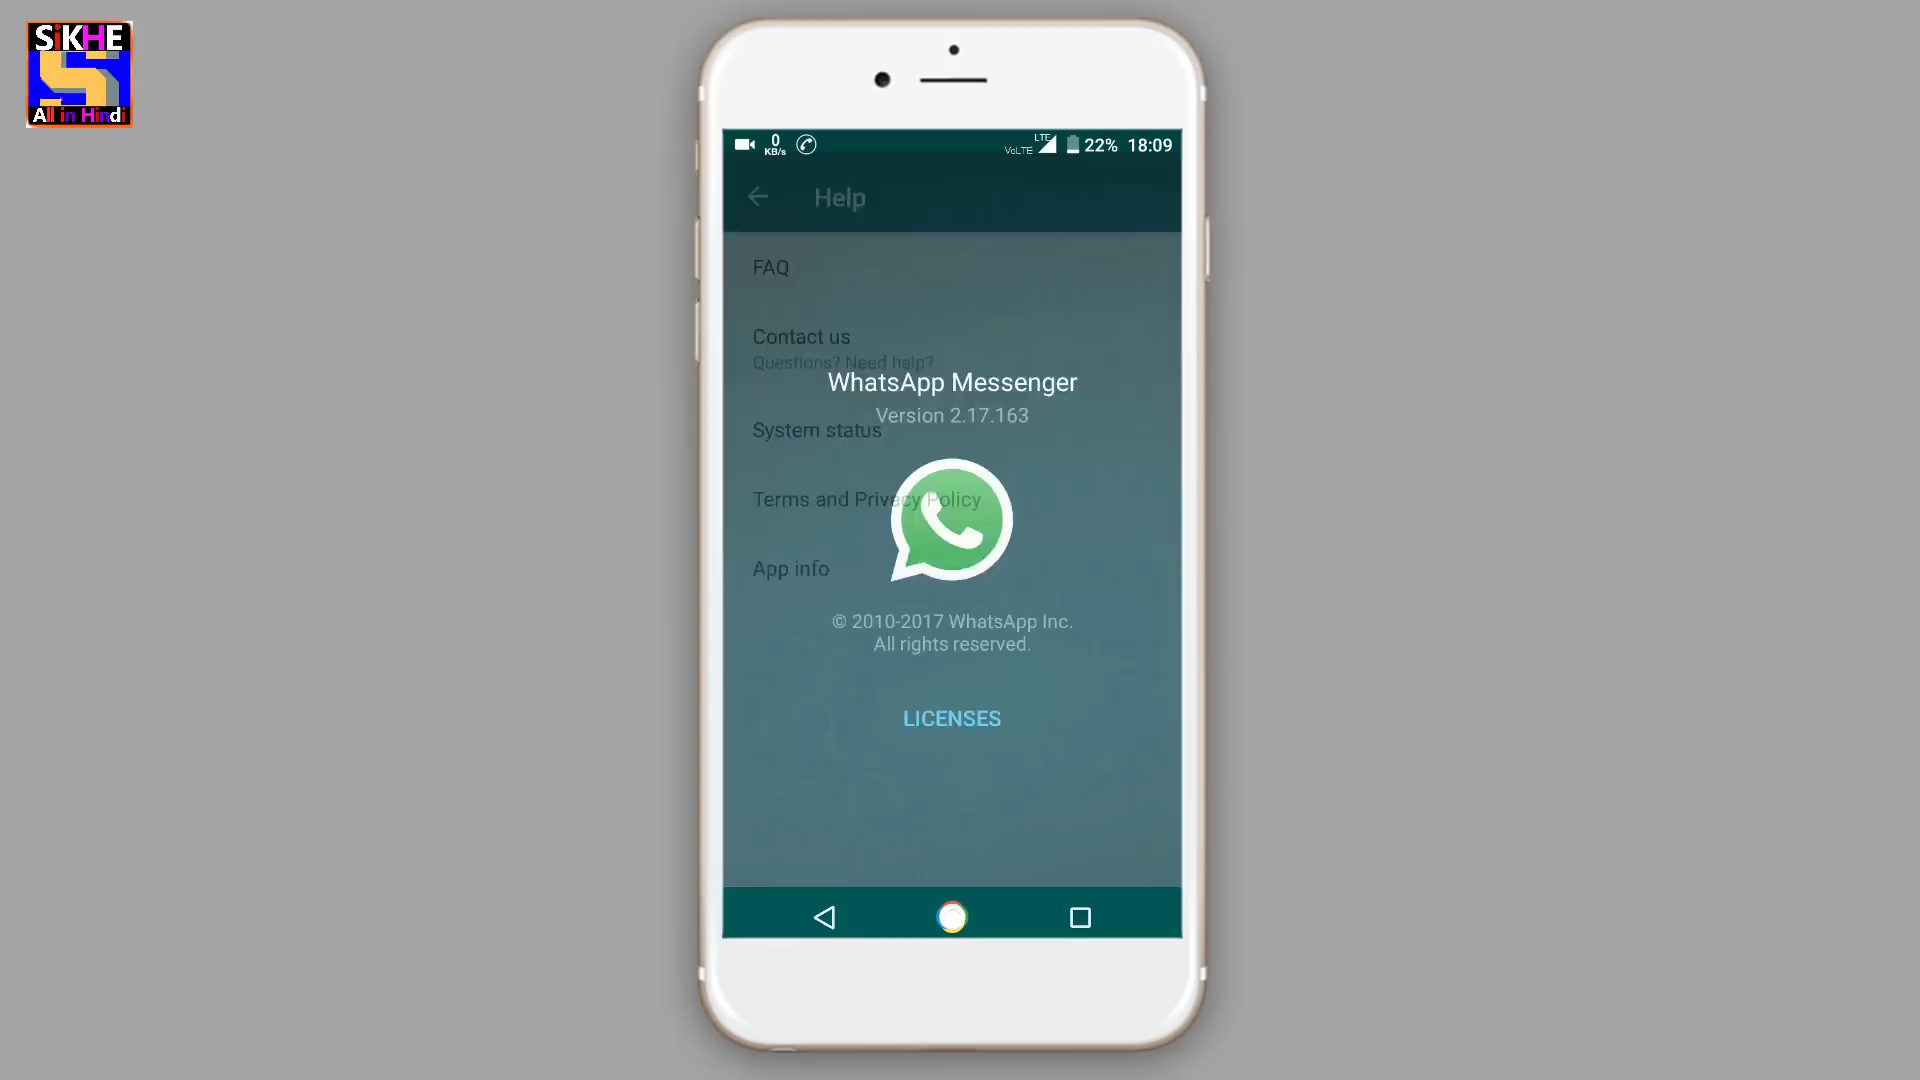 SiKHE
All in Hindi
0
KB/s
VoLTE
LTE
22%
18:09
Help
FAQ
Contact us
Questions? Need help?
WhatsApp Messenger
Version 2.17.163
System status
Terms and Privacy Policy
App info
© 2010-2017 WhatsApp Inc.
All rights reserved.
LICENSES